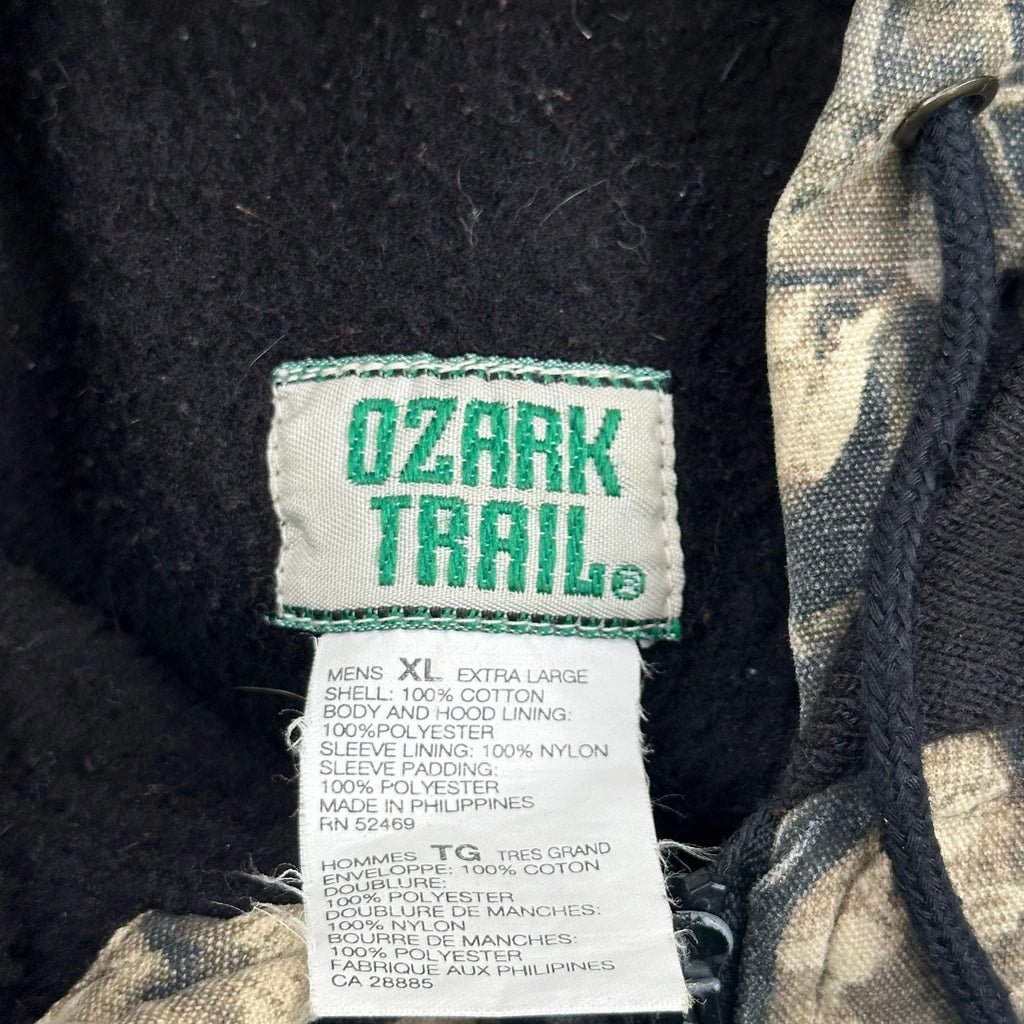 OZARK
TRAIL®
MENS XL EXTRA LARGE
SHELL: 100% COTTON
BODY AND HOOD LINING:
100%POLYESTER
SLEEVE LINING: 100% NYLON
SLEEVE PADDING:
100% POLYESTER
MADE IN PHILIPPINES
RN 52469
HOMMES TG TRES GRAND
ENVELOPPE: 100% COTON
DOUBLURE:
100% POLYESTER
DOUBLURE DE MANCHES:
100% NYLON
BOURRE DE MANCHES:
100% POLYESTER
FABRIQUE AUX PHILIPINES
CA 28885